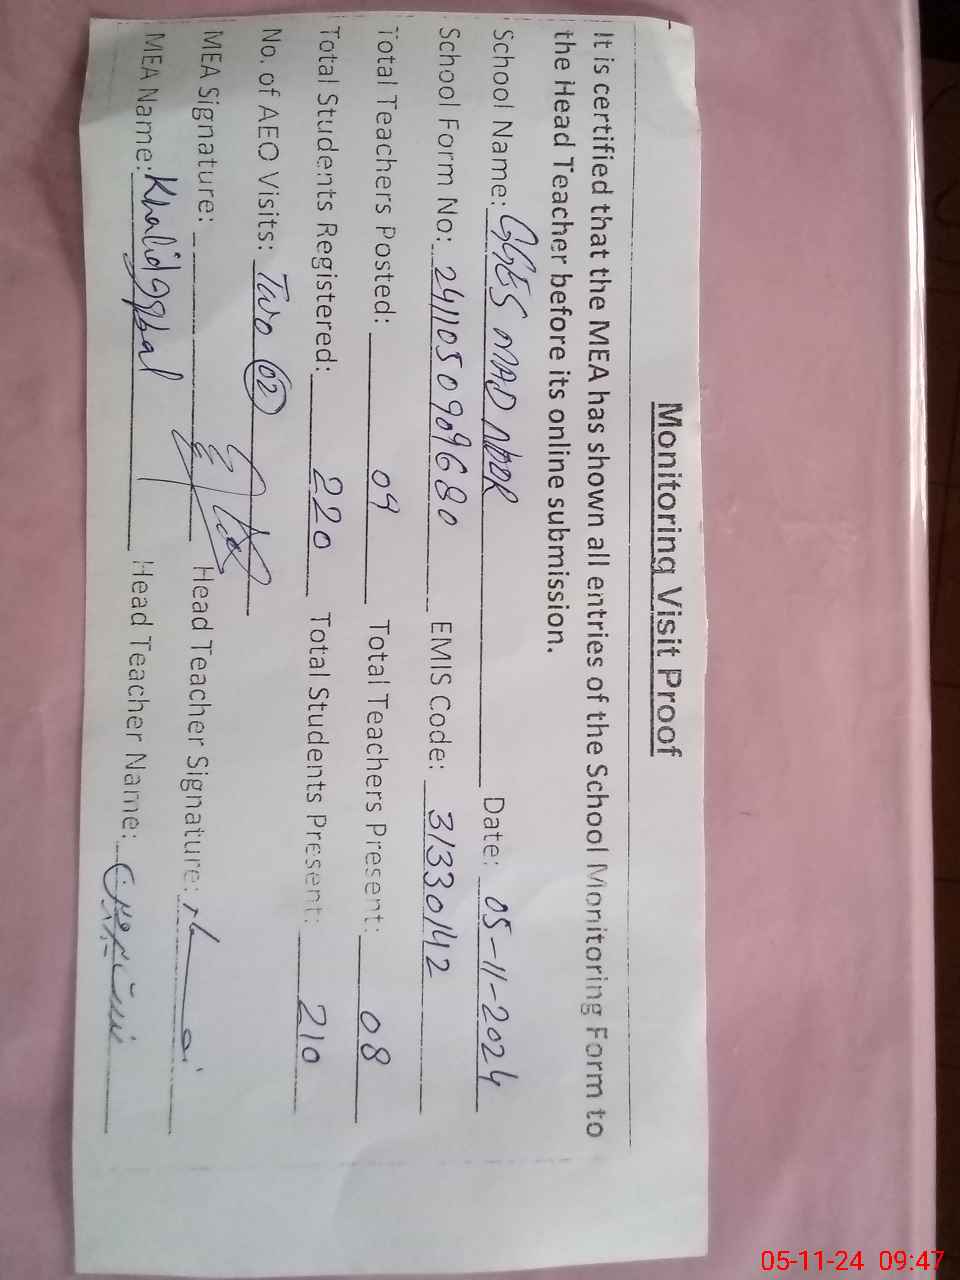 Monitoring Visit Proof
It is certified that the MEA has shown all entries of the School Monitoring Form to
the Head Teacher before its online submission.
School Name: GGES MAD NOOR Date: 05-11-2024
School Form No: 2411050909680 EMIS Code: 31330142
Total Teachers Posted: 09 Total Teachers Present: 08
Total Students Registered: 220 Total Students Present: 210
No. of AEO Visits: Two (02)
MEA Signature: Head Teacher Signature:
MEA Name: Khalid Iqbal Head Teacher Name:
05-11-24 09:47